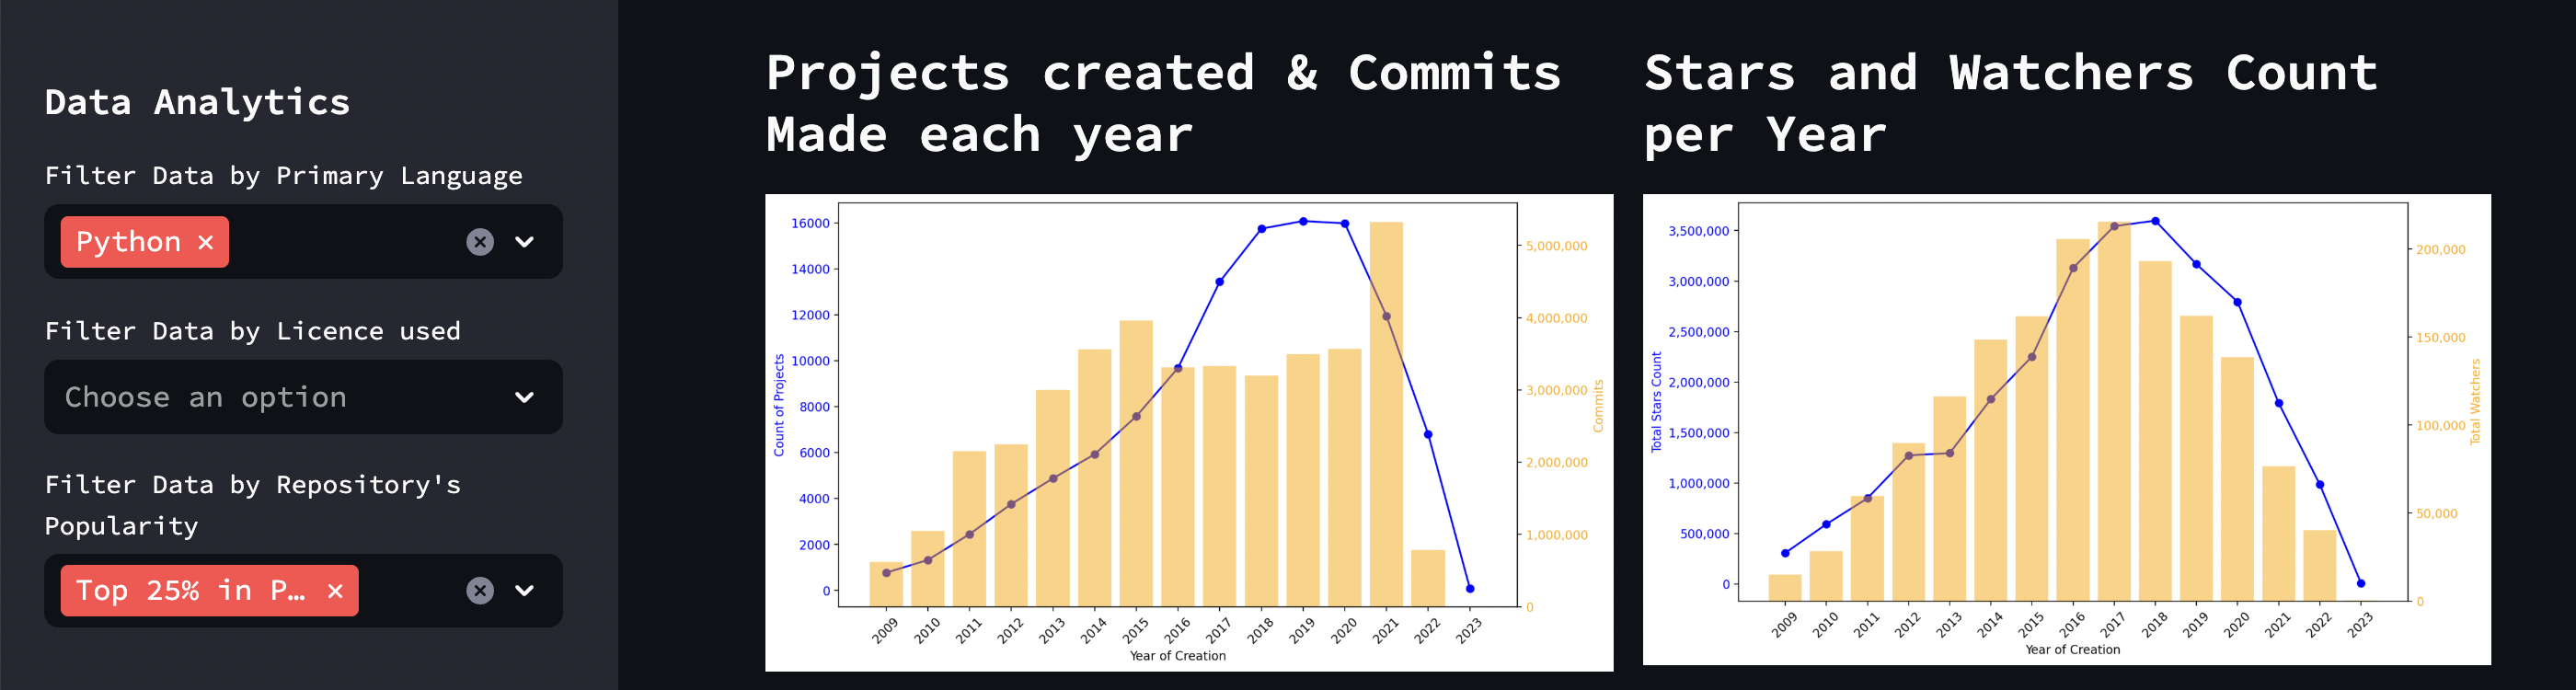 Data Analytics
Filter Data by Primary Language
Python ×
Filter Data by Licence used
Choose an option
Filter Data by Repository's
Popularity
Top 25% in P… ×
Projects created & Commits
Made each year
16000
14000
12000
10000
8000
6000
4000
2000
0
Count of Projects
5,000,000
4,000,000
3,000,000
2,000,000
1,000,000
0
Commits
2009 2010 2011 2012 2013 2014 2015 2016 2017 2018 2019 2020 2021 2022 2023
Year of Creation
Stars and Watchers Count
per Year
3,500,000
3,000,000
2,500,000
2,000,000
1,500,000
1,000,000
500,000
0
Total Stars Count
200,000
150,000
100,000
50,000
0
Total Watchers
2009 2010 2011 2012 2013 2014 2015 2016 2017 2018 2019 2020 2021 2022 2023
Year of Creation